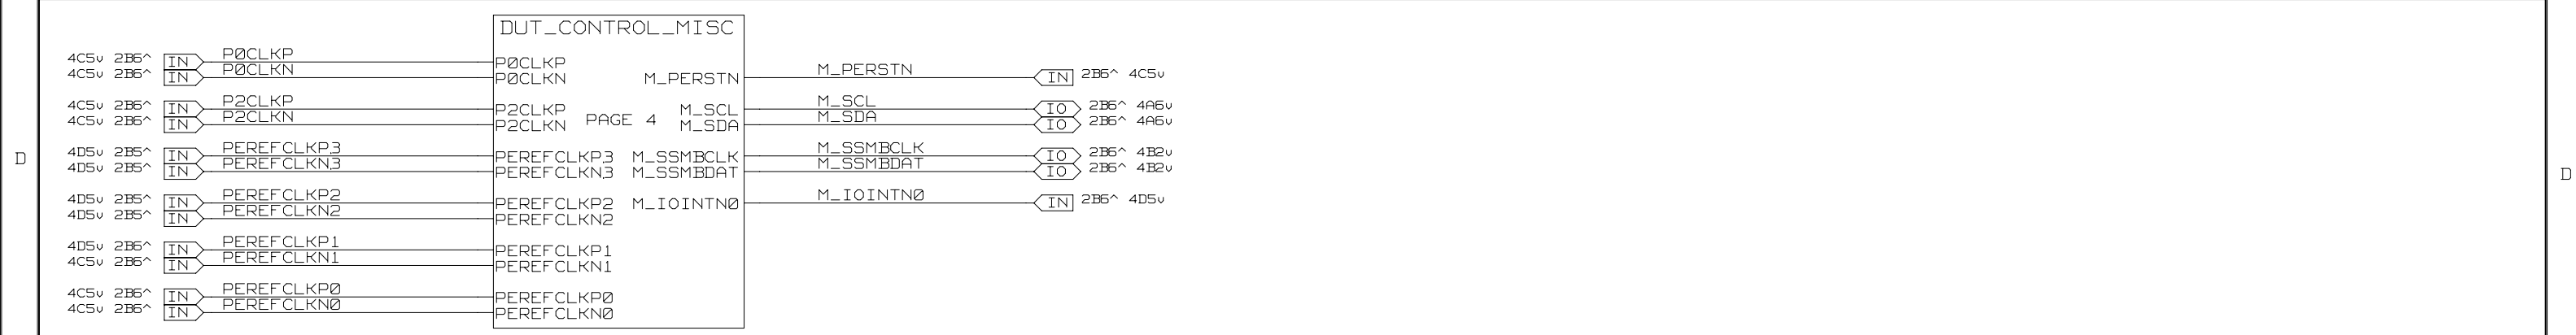 DUT_CONTROL_MISC
4C5v 2B6^ IN P0CLKP P0CLKP
4C5v 2B6^ IN P0CLKN P0CLKN M_PERSTN M_PERSTN IN 2B6^ 4C5v
4C5v 2B6^ IN P2CLKP P2CLKP M_SCL M_SCL IO 2B6^ 4A6v
PAGE 4
4C5v 2B6^ IN P2CLKN P2CLKN M_SDA M_SDA IO 2B6^ 4A6v
4D5v 2B5^ IN PEREFCLKP3 PEREFCLKP3 M_SSMBCLK M_SSMBCLK IO 2B6^ 4B2v
D
4D5v 2B5^ IN PEREFCLKN3 PEREFCLKN3 M_SSMBDAT M_SSMBDAT IO 2B6^ 4B2v
D
4D5v 2B5^ IN PEREFCLKP2 PEREFCLKP2 M_IOINTN0 M_IOINTN0 IN 2B6^ 4D5v
4D5v 2B5^ IN PEREFCLKN2 PEREFCLKN2
4D5v 2B6^ IN PEREFCLKP1 PEREFCLKP1
4C5v 2B6^ IN PEREFCLKN1 PEREFCLKN1
4C5v 2B6^ IN PEREFCLKP0 PEREFCLKP0
4C5v 2B6^ IN PEREFCLKN0 PEREFCLKN0